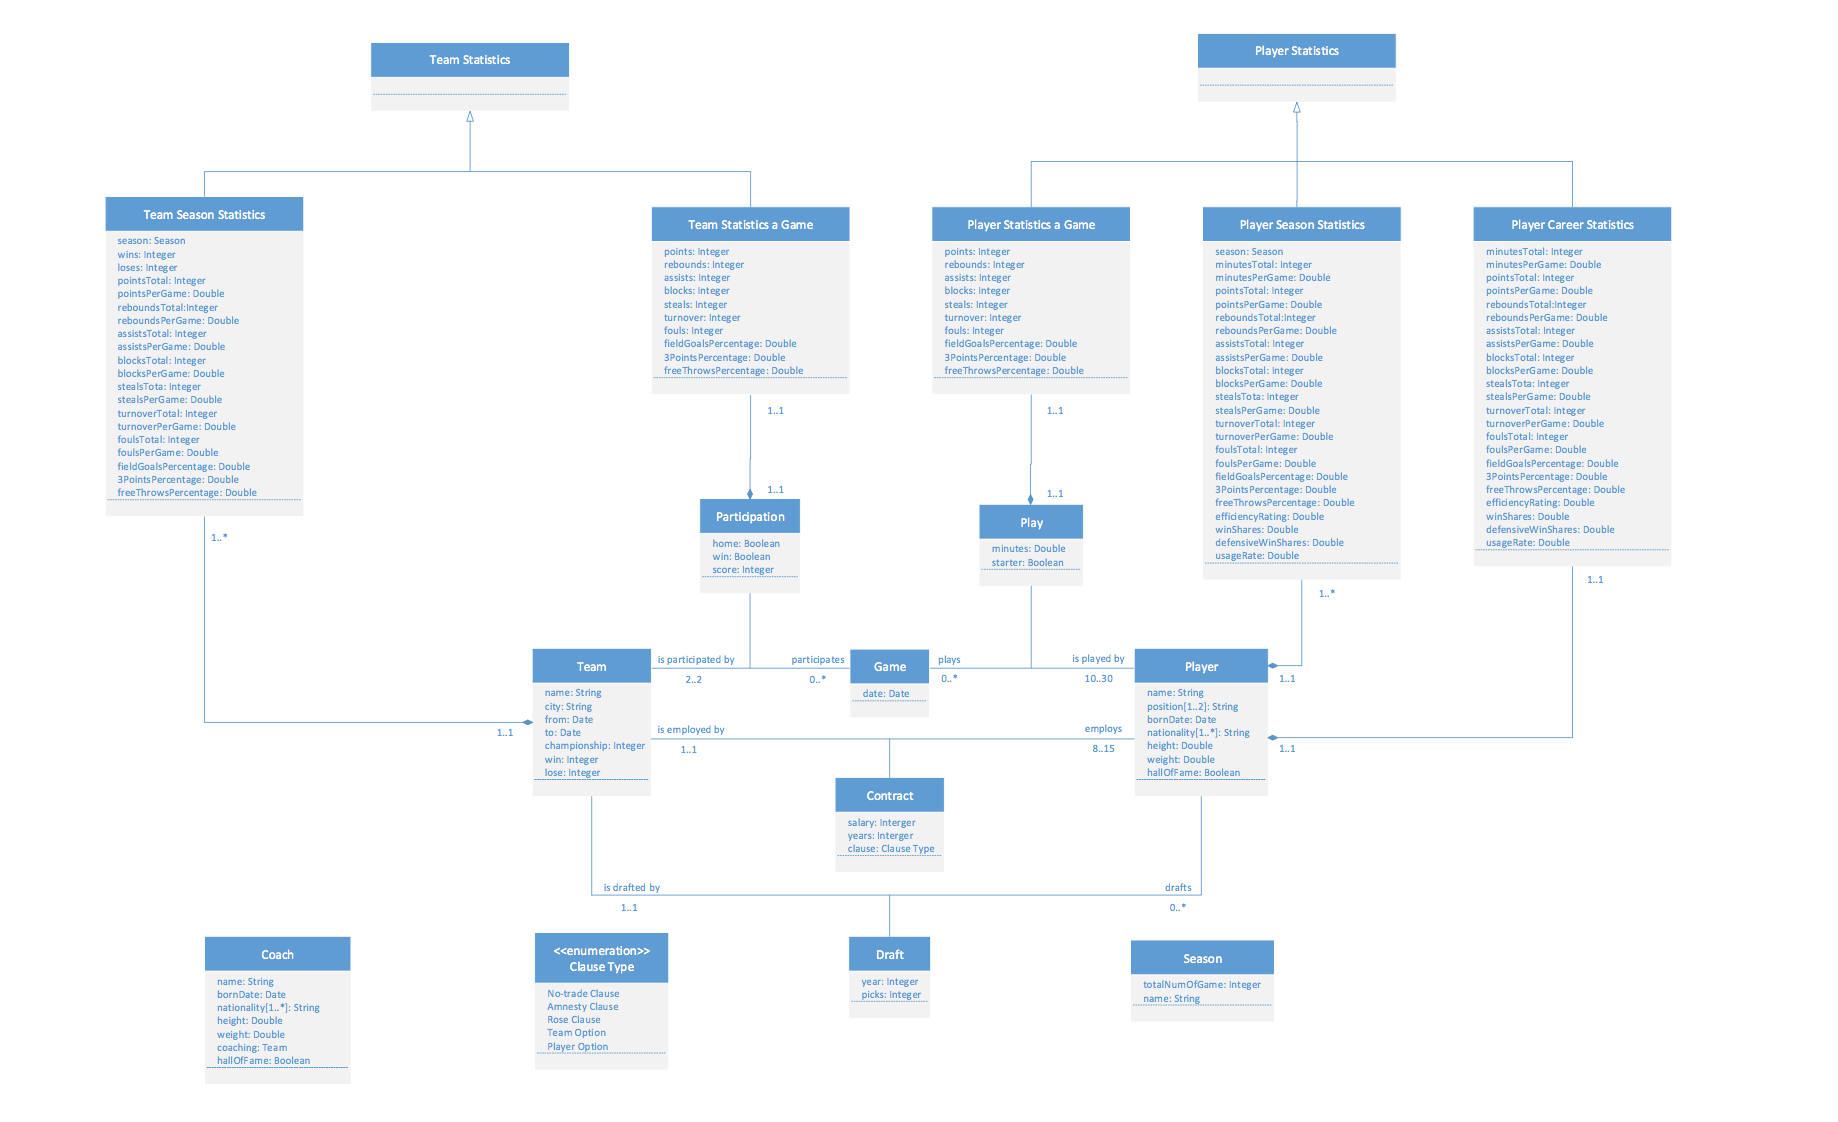 Team Statistics
Player Statistics
Team Season Statistics
season: Season
wins: Integer
loses: Integer
pointsTotal: Integer
pointsPerGame: Double
reboundsTotal:Integer
reboundsPerGame: Double
assistsTotal: Integer
assistsPerGame: Double
blocksTotal: Integer
blocksPerGame: Double
stealsTota: Integer
stealsPerGame: Double
turnoverTotal: Integer
turnoverPerGame: Double
foulsTotal: Integer
foulsPerGame: Double
fieldGoalsPercentage: Double
3PointsPercentage: Double
freeThrowsPercentage: Double
1..*
Team Statistics a Game
points: Integer
rebounds: Integer
assists: Integer
blocks: Integer
steals: Integer
turnover: Integer
fouls: Integer
fieldGoalsPercentage: Double
3PointsPercentage: Double
freeThrowsPercentage: Double
1..1
Player Statistics a Game
points: Integer
rebounds: Integer
assists: Integer
blocks: Integer
steals: Integer
turnover: Integer
fouls: Integer
fieldGoalsPercentage: Double
3PointsPercentage: Double
freeThrowsPercentage: Double
1..1
Player Season Statistics
season: Season
minutesTotal: Integer
minutesPerGame: Double
pointsTotal: Integer
pointsPerGame: Double
reboundsTotal:Integer
reboundsPerGame: Double
assistsTotal: Integer
assistsPerGame: Double
blocksTotal: Integer
blocksPerGame: Double
stealsTota: Integer
stealsPerGame: Double
turnoverTotal: Integer
turnoverPerGame: Double
foulsTotal: Integer
foulsPerGame: Double
fieldGoalsPercentage: Double
3PointsPercentage: Double
freeThrowsPercentage: Double
efficiencyRating: Double
winShares: Double
defensiveWinShares: Double
usageRate: Double
1..*
Player Career Statistics
minutesTotal: Integer
minutesPerGame: Double
pointsTotal: Integer
pointsPerGame: Double
reboundsTotal:Integer
reboundsPerGame: Double
assistsTotal: Integer
assistsPerGame: Double
blocksTotal: Integer
blocksPerGame: Double
stealsTota: Integer
stealsPerGame: Double
turnoverTotal: Integer
turnoverPerGame: Double
foulsTotal: Integer
foulsPerGame: Double
fieldGoalsPercentage: Double
3PointsPercentage: Double
freeThrowsPercentage: Double
efficiencyRating: Double
winShares: Double
defensiveWinShares: Double
usageRate: Double
1..1
1..1
Participation
home: Boolean
win: Boolean
score: Integer
1..1
Play
minutes: Double
starter: Boolean
Team
name: String
city: String
from: Date
to: Date
championship: Integer
win: Integer
lose: Integer
1..1
is participated by
2..2
participates
0..*
Game
date: Date
plays
0..*
is played by
10..30
Player
name: String
position[1..2]: String
bornDate: Date
nationality[1..*]: String
height: Double
weight: Double
hallOfFame: Boolean
1..1
1..1
is employed by
1..1
employs
8..15
Contract
salary: Interger
years: Interger
clause: Clause Type
is drafted by
1..1
drafts
0..*
Coach
name: String
bornDate: Date
nationality[1..*]: String
height: Double
weight: Double
coaching: Team
hallOfFame: Boolean
<<enumeration>>
Clause Type
No-trade Clause
Amnesty Clause
Rose Clause
Team Option
Player Option
Draft
year: Integer
picks: Integer
Season
totalNumOfGame: Integer
name: String